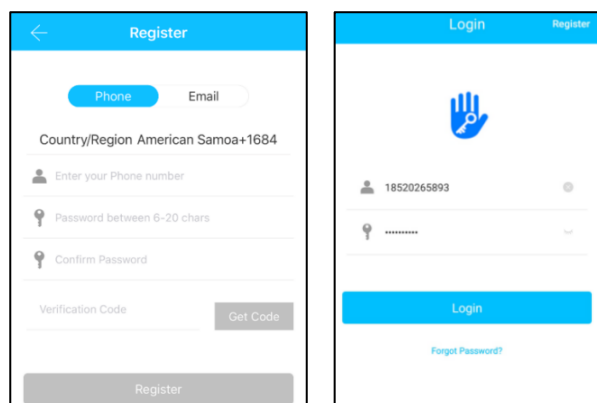 Register
Phone Email
Country/Region American Samoa+1684
Enter your Phone number
Password between 6-20 chars
Confirm Password
Verification Code Get Code
Register
Login Register
18520265893
··········
Login
Forgot Password?